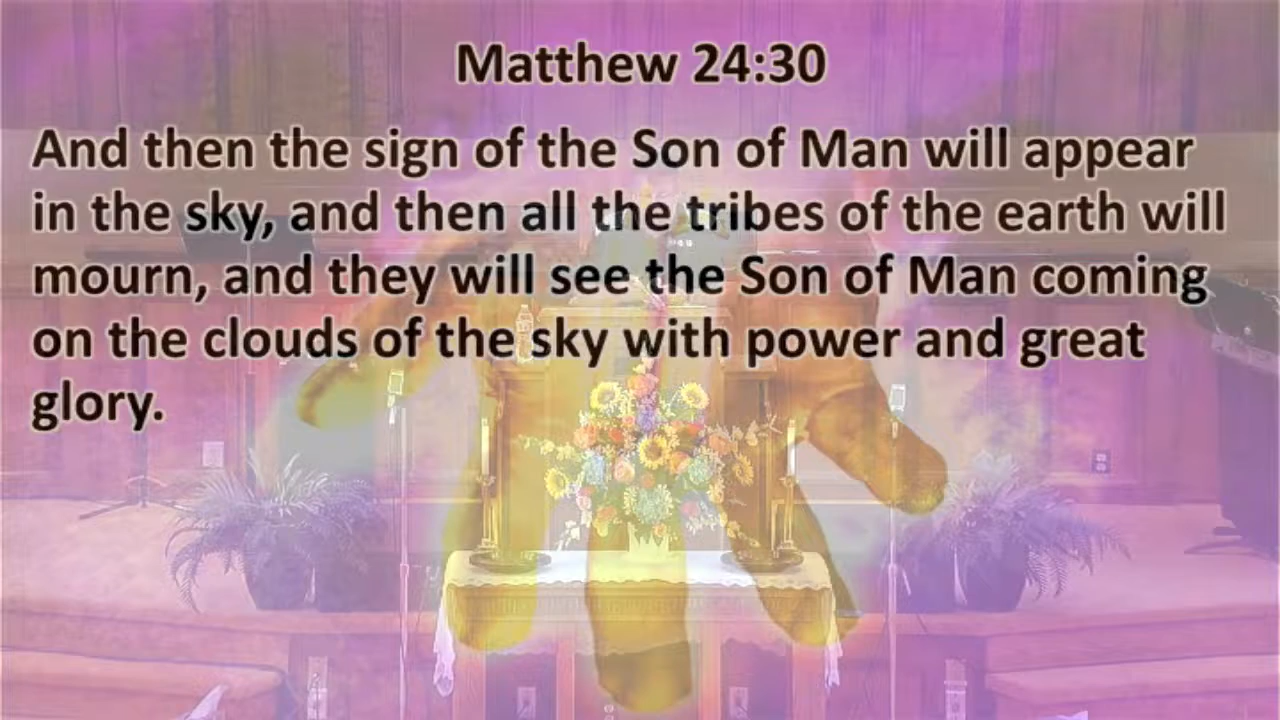 Matthew 24:30
And then the sign of the Son of Man will appear
in the sky, and then all the tribes of the earth will
mourn, and they will see the Son of Man coming
on the clouds of the sky with power and great
glory.